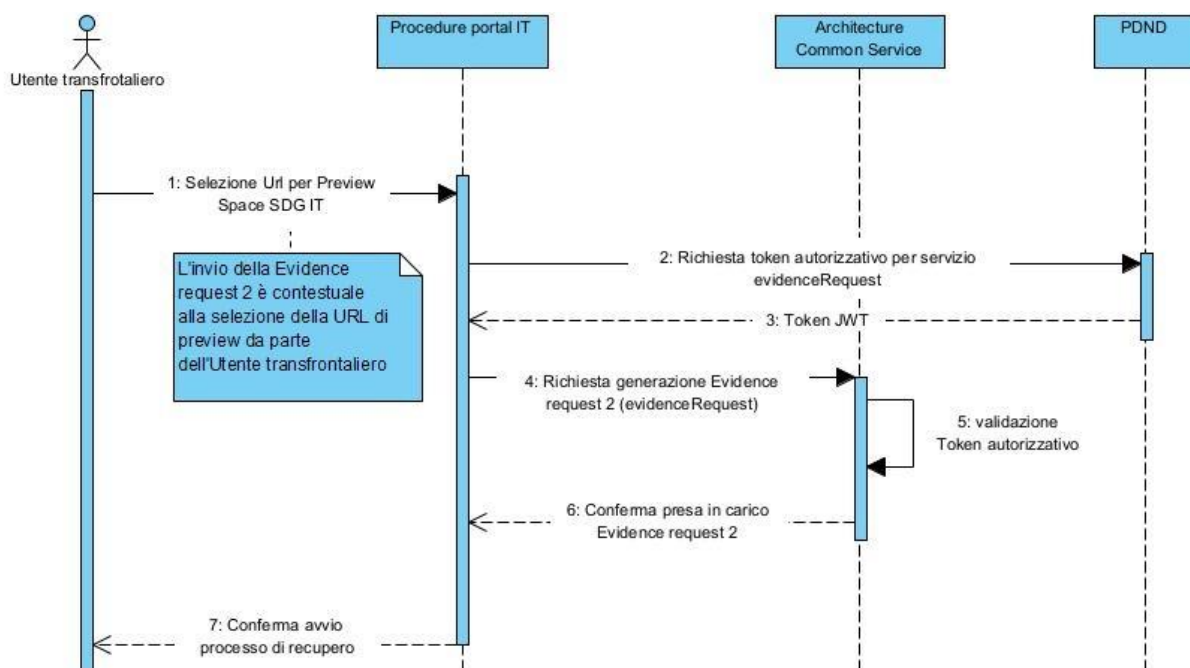 Procedure portal IT
Architecture
Common Service
PDND
Utente transfrotaliero
1: Selezione Url per Preview
Space SDG IT
L'invio della Evidence
request 2 è contestuale
alla selezione della URL di
preview da parte
dell'Utente transfrontaliero
2: Richiesta token autorizzativo per servizio
evidenceRequest
3: Token JWT
4: Richiesta generazione Evidence
request 2 (evidenceRequest)
5: validazione
Token autorizzativo
6: Conferma presa in carico
Evidence request 2
7: Conferma avvio
processo di recupero